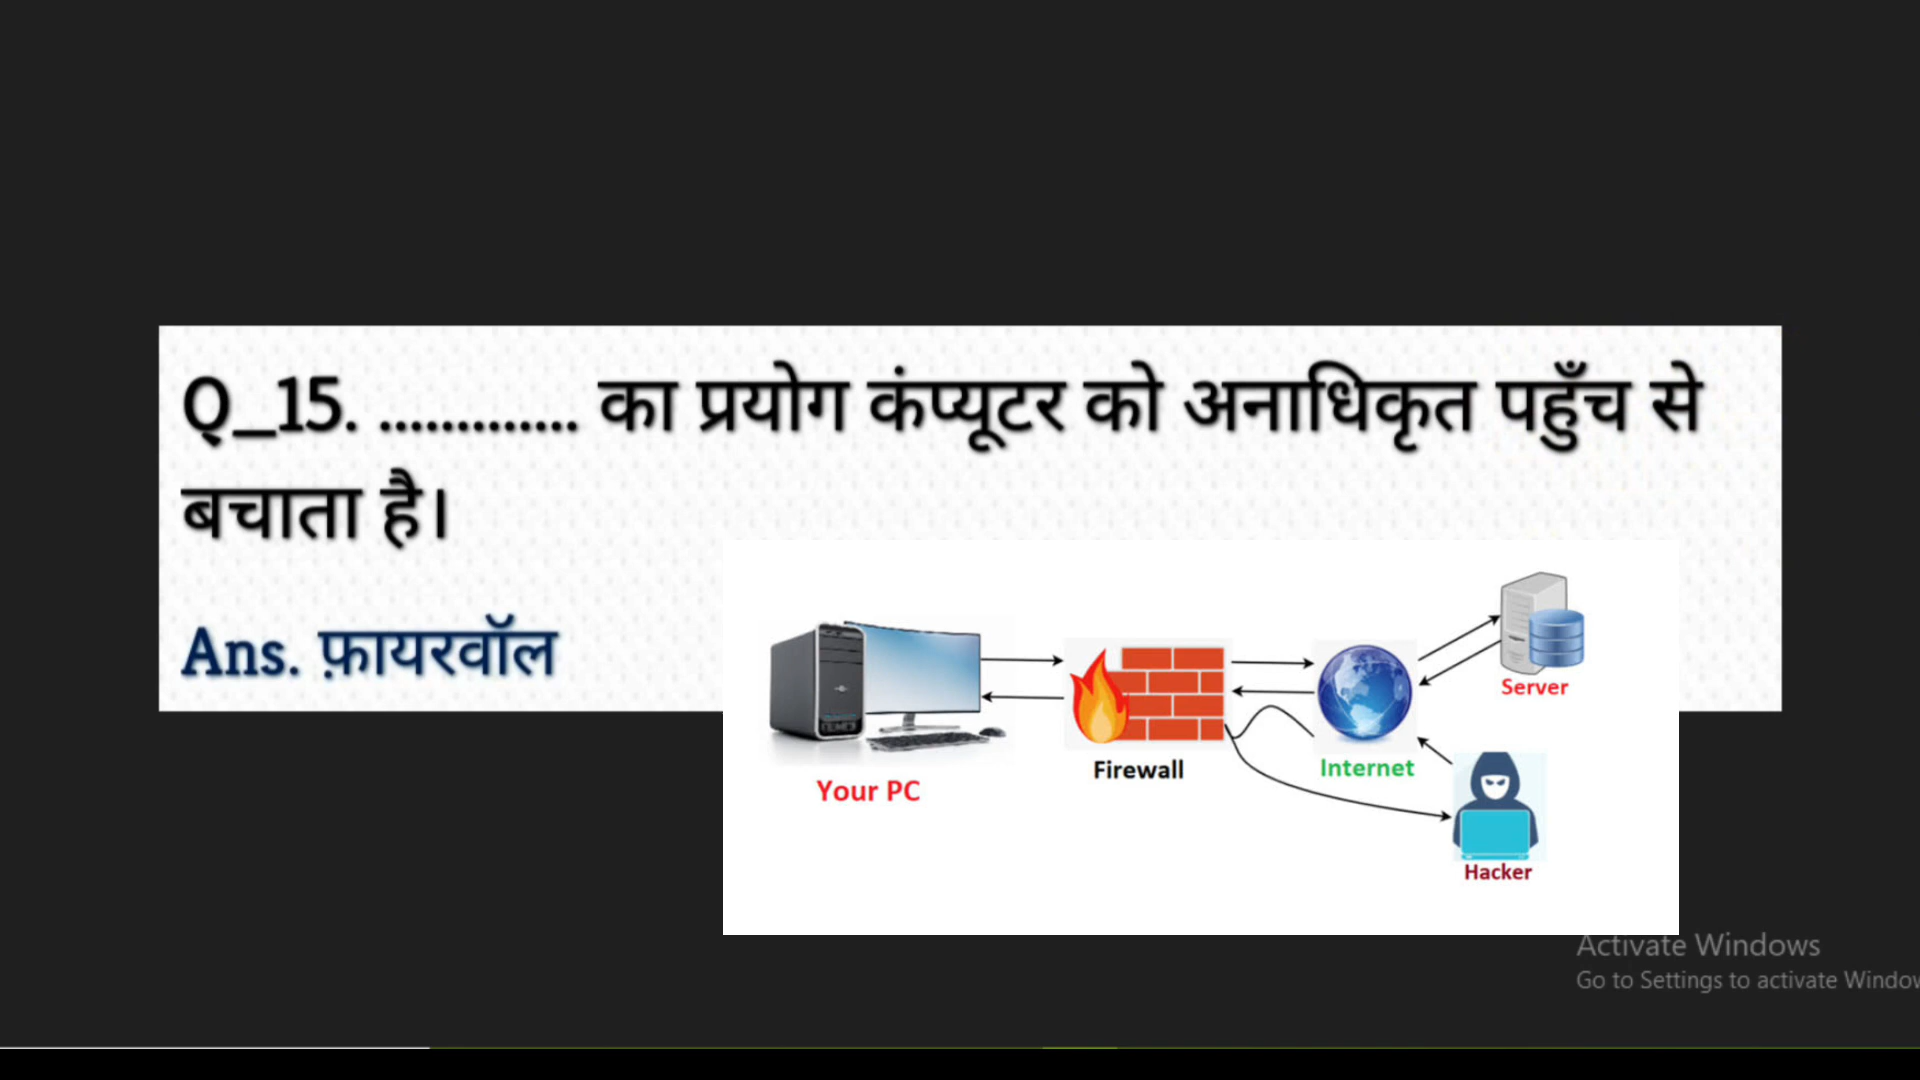 Q_15. ............. का प्रयोग कंप्यूटर को अनाधिकृत पहुँच से
बचाता है।
Ans. फ़ायरवॉल
Your PC
Firewall
Internet
Server
Hacker
Activate Windows
Go to Settings to activate Window